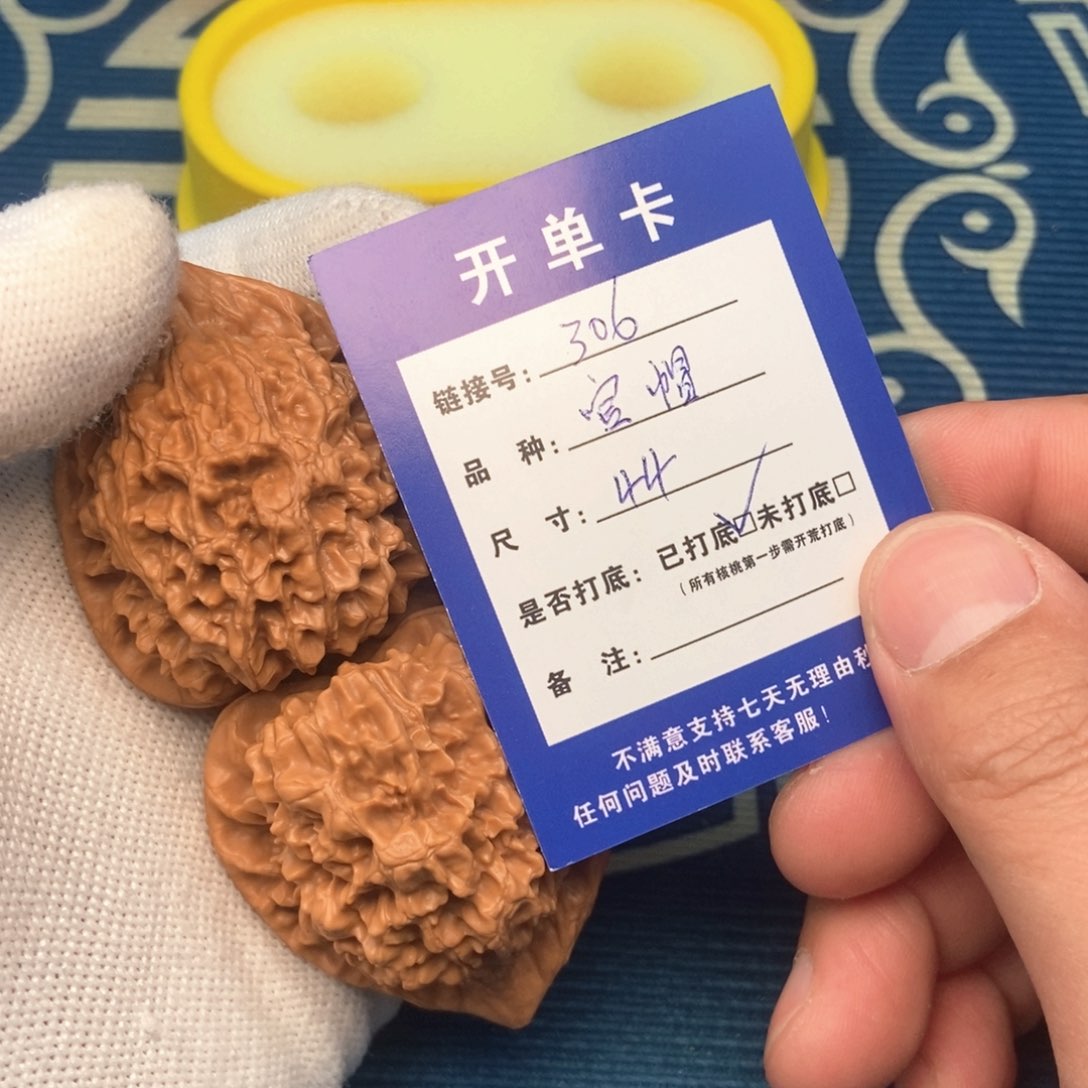 开单卡
链接号：306
品 种：官帽
尺 寸：44
是否打底：已打底☑未打底☐
（所有核桃第一步需开荒打底）
备 注：
不满意支持七天无理由
任何问题及时联系客服！